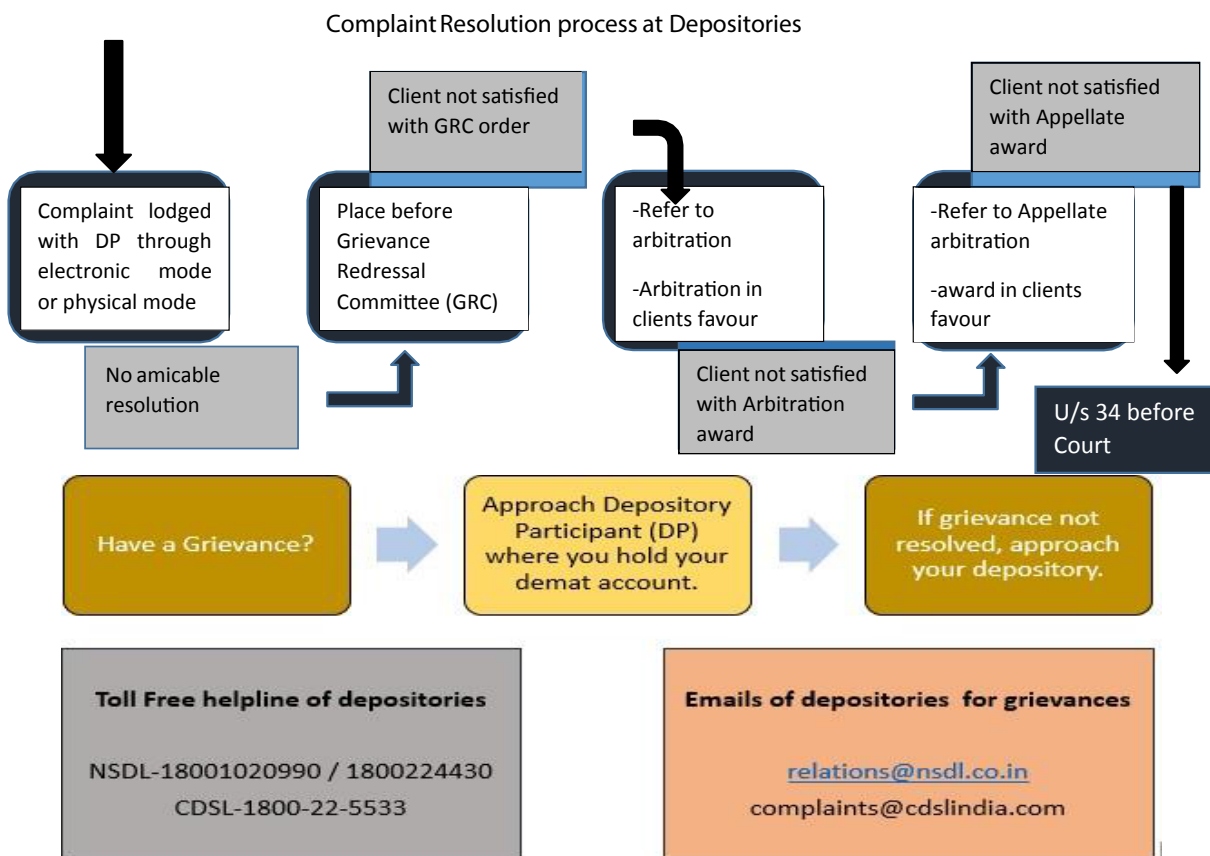 Complaint Resolution process at Depositories
Client not satisfied
with GRC order
Client not satisfied
with Appellate
award
Complaint lodged
with DP through
electronic mode
or physical mode
Place before
Grievance
Redressal
Committee (GRC)
-Refer to
arbitration
-Arbitration in
clients favour
-Refer to Appellate
arbitration
-award in clients
favour
No amicable
resolution
Client not satisfied
with Arbitration
award
U/s 34 before
Court
Have a Grievance?
Approach Depository
Participant (DP)
where you hold your
demat account.
If grievance not
resolved, approach
your depository.
Toll Free helpline of depositories
NSDL-18001020990 / 1800224430
CDSL-1800-22-5533
Emails of depositories for grievances
relations@nsdl.co.in
complaints@cdslindia.com